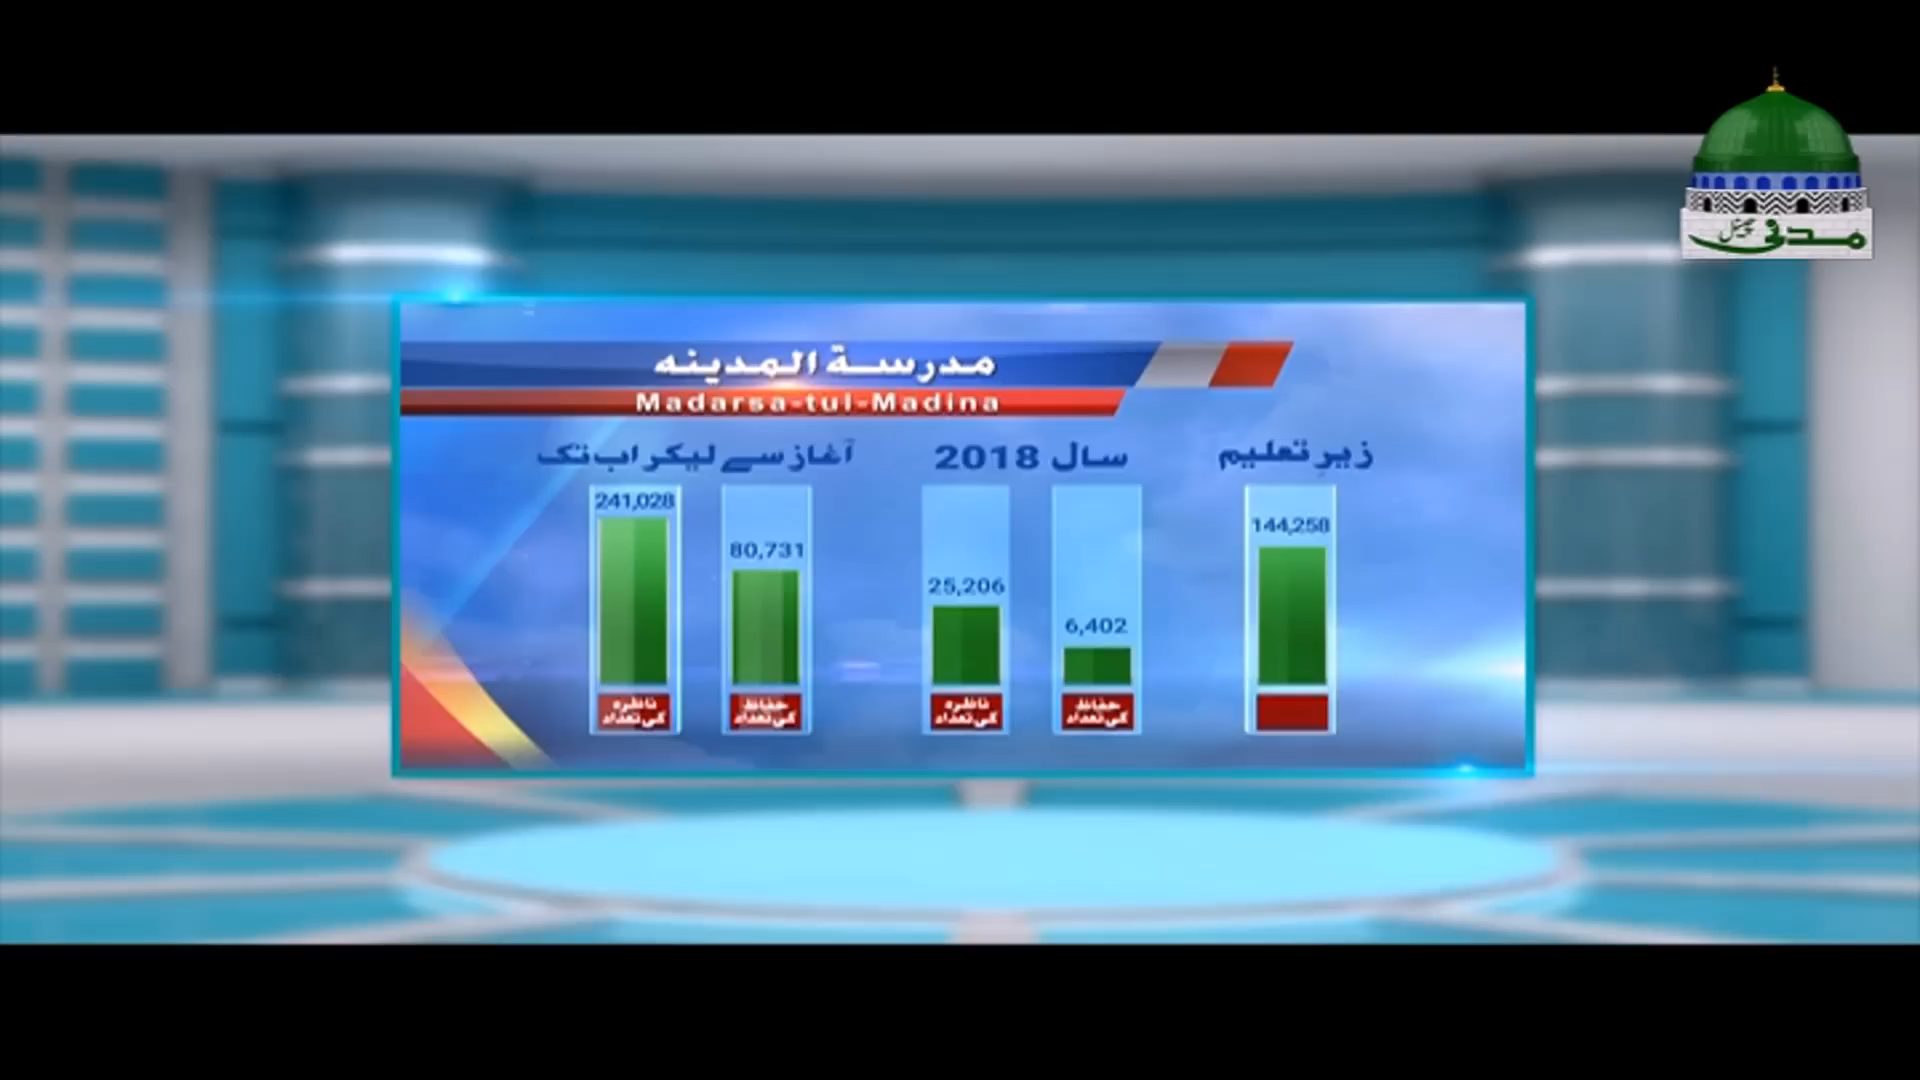 مدنی چینل
مدرسۃ المدینہ
Madarsa-tul-Madina
زیرِ تعلیم
سال 2018
آغاز سے لیکر اب تک
241,028
80,731
25,206
6,402
144,258
ناظرہ
کی تعداد
حفاظ
کی تعداد
ناظرہ
کی تعداد
حفاظ
کی تعداد